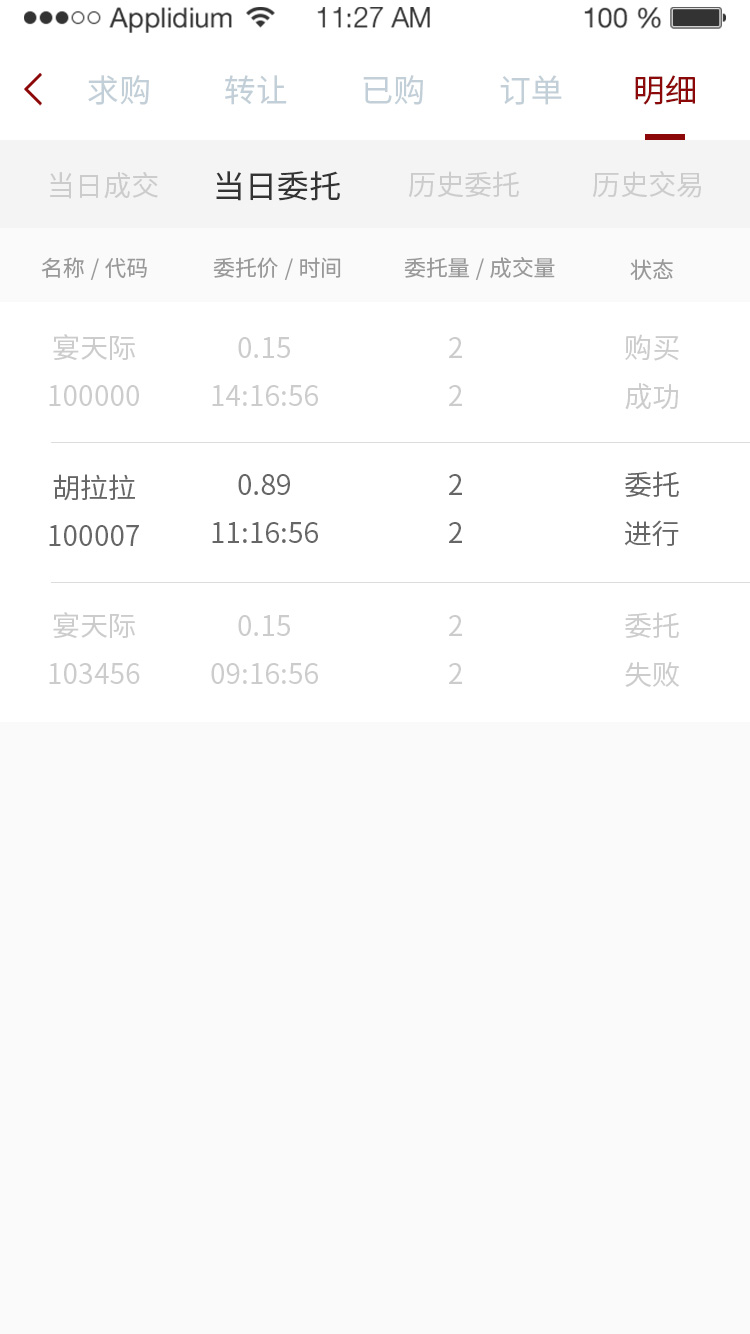 Applidium 11:27 AM 100 %
求购 转让 已购 订单 明细
当日成交 当日委托 历史委托 历史交易
名称 / 代码 委托价 / 时间 委托量 / 成交量 状态
宴天际 0.15 2 购买
100000 14:16:56 2 成功
胡拉拉 0.89 2 委托
100007 11:16:56 2 进行
宴天际 0.15 2 委托
103456 09:16:56 2 失败